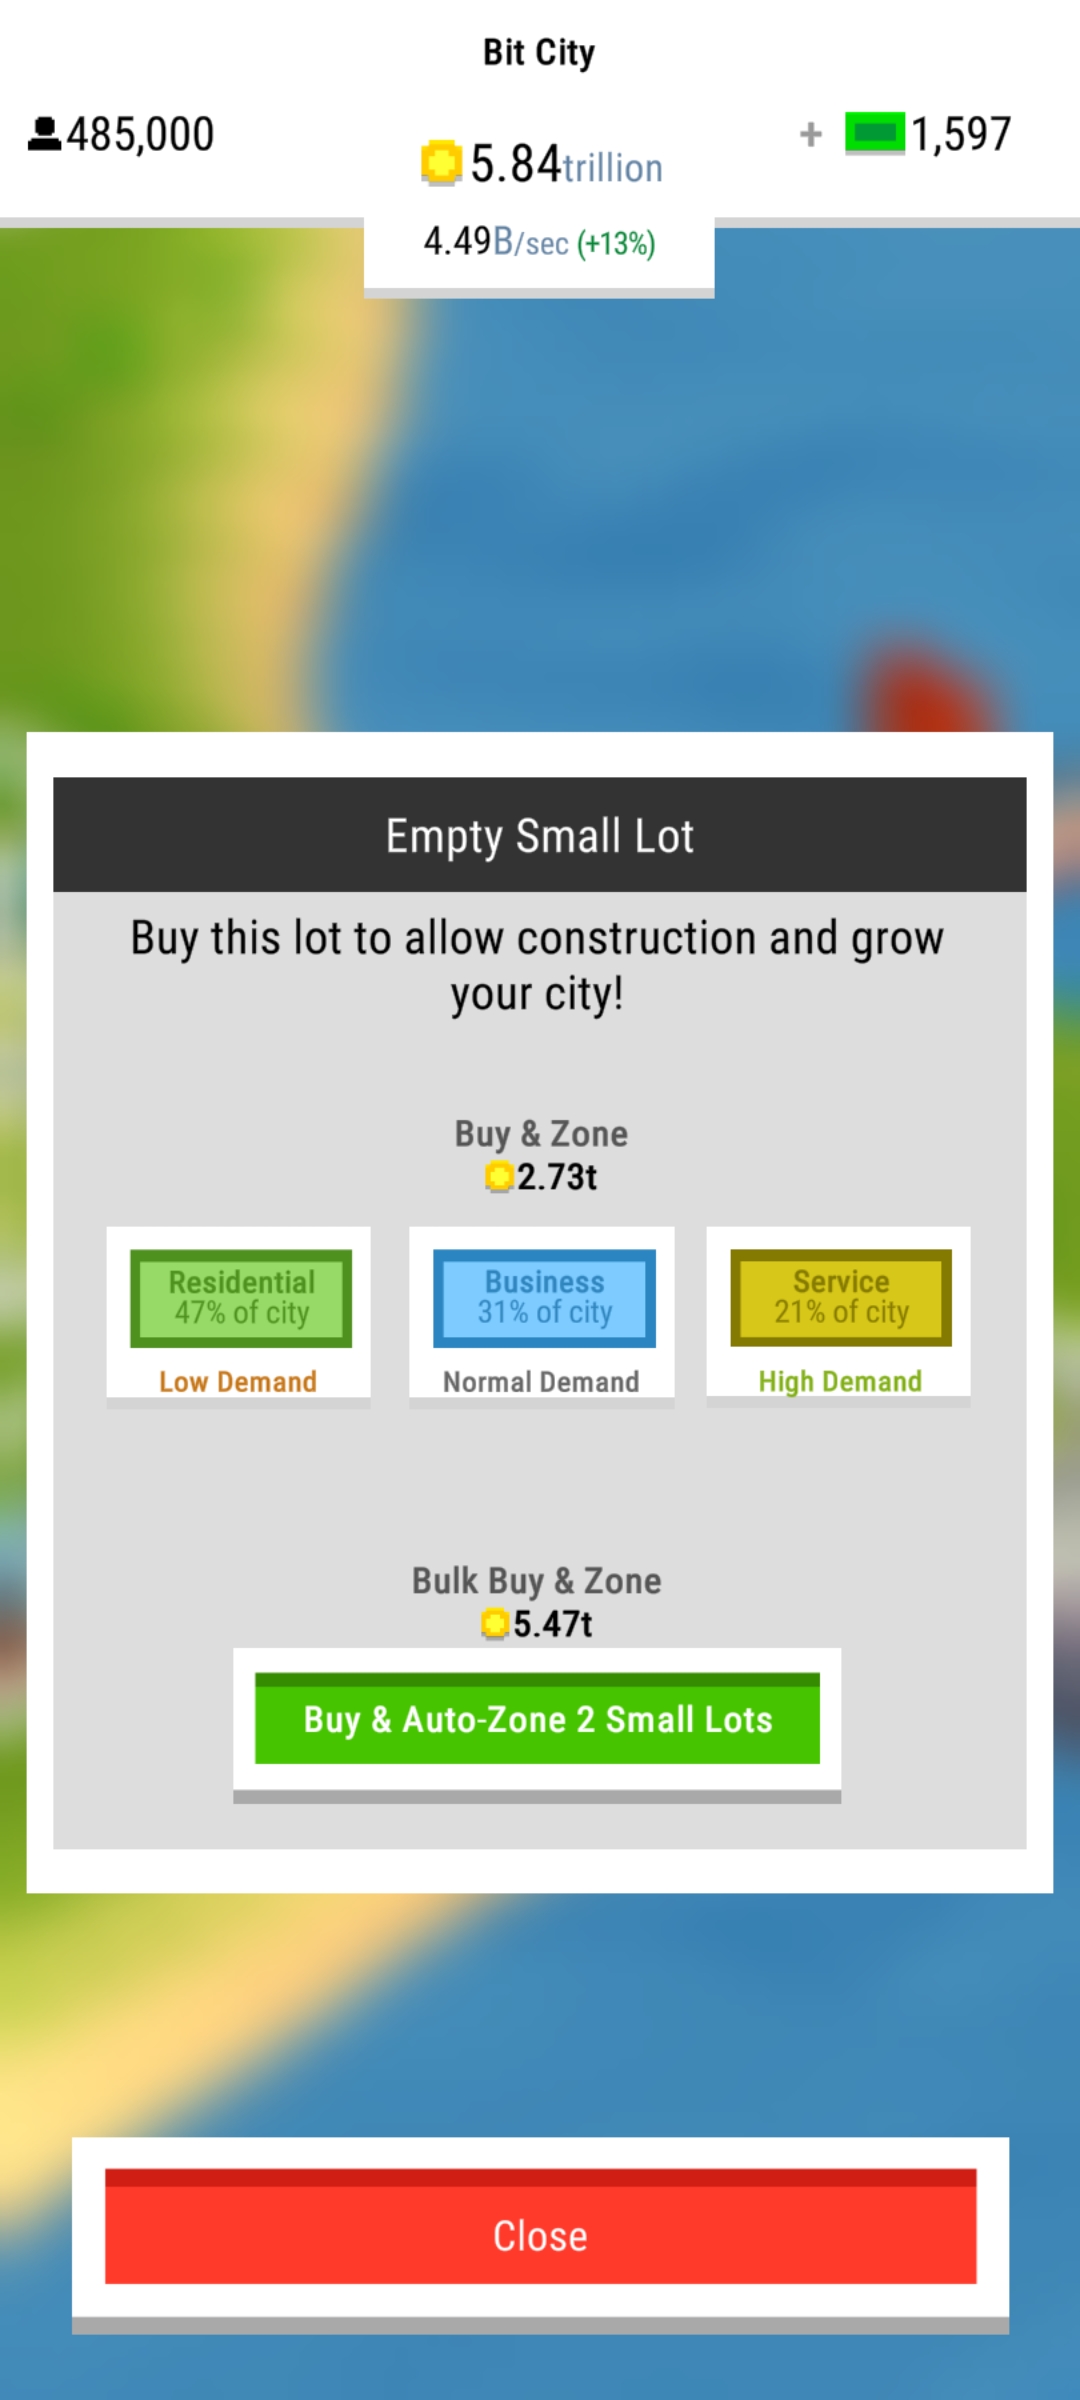 Bit City
485,000
5.84trillion
+ 1,597
4.49B/sec (+13%)
Empty Small Lot
Buy this lot to allow construction and grow
your city!
Buy & Zone
2.73t
Residential
47% of city
Low Demand
Business
31% of city
Normal Demand
Service
21% of city
High Demand
Bulk Buy & Zone
5.47t
Buy & Auto-Zone 2 Small Lots
Close